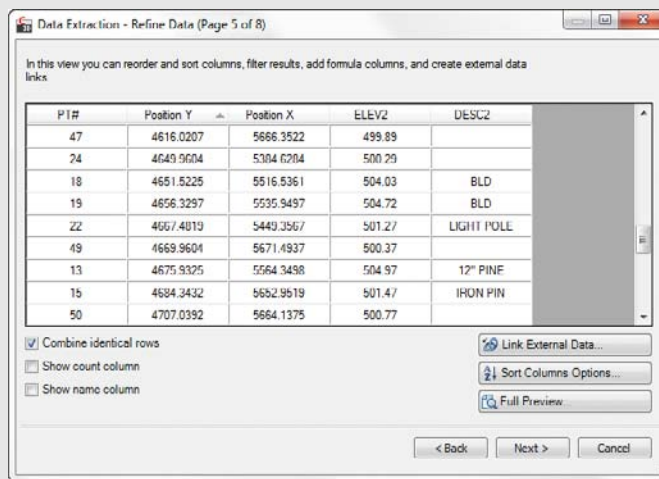 Data Extraction - Refine Data (Page 5 of 8)
In this view you can reorder and sort columns, filter results, add formula columns, and create external data
links.
PT# Position Y Position X ELEV2 DESC2
47 4616.0207 5666.3522 499.89
24 4649.9604 5384.6284 500.29
18 4651.5225 5516.5361 504.03 BLD
19 4656.3297 5535.9497 504.72 BLD
22 4667.4819 5449.3567 501.27 LIGHT POLE
49 4669.9604 5671.4937 500.37
13 4675.9325 5564.3498 504.97 12" PINE
15 4684.3432 5652.9519 501.47 IRON PIN
50 4707.0392 5664.1375 500.77
Combine identical rows
Show count column
Show name column
Link External Data...
Sort Columns Options...
Full Preview...
< Back Next > Cancel